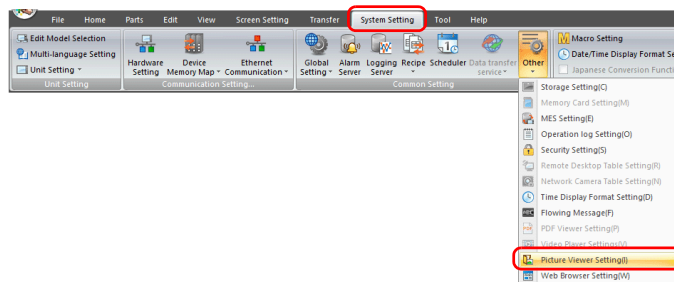 File Home Parts Edit View Screen Setting Transfer System Setting Tool Help
Edit Model Selection
Multi-language Setting
Unit Setting
Unit Setting
Hardware Setting
Device Memory Map
Ethernet Communication
Communication Setting...
Global Setting
Alarm Server
Logging Server
Recipe
Scheduler
Data transfer service
Common Setting
Other
Macro Setting
Date/Time Display Format
Japanese Conversion
Storage Setting(C)
Memory Card Setting(M)
MES Setting(E)
Operation log Setting(O)
Security Setting(S)
Remote Desktop Table Setting(R)
Network Camera Table Setting(N)
Time Display Format Setting(D)
ABC
Flowing Message(F)
PDF Viewer Setting(P)
Video Player Settings(V)
Picture Viewer Setting(I)
Web Browser Setting(W)